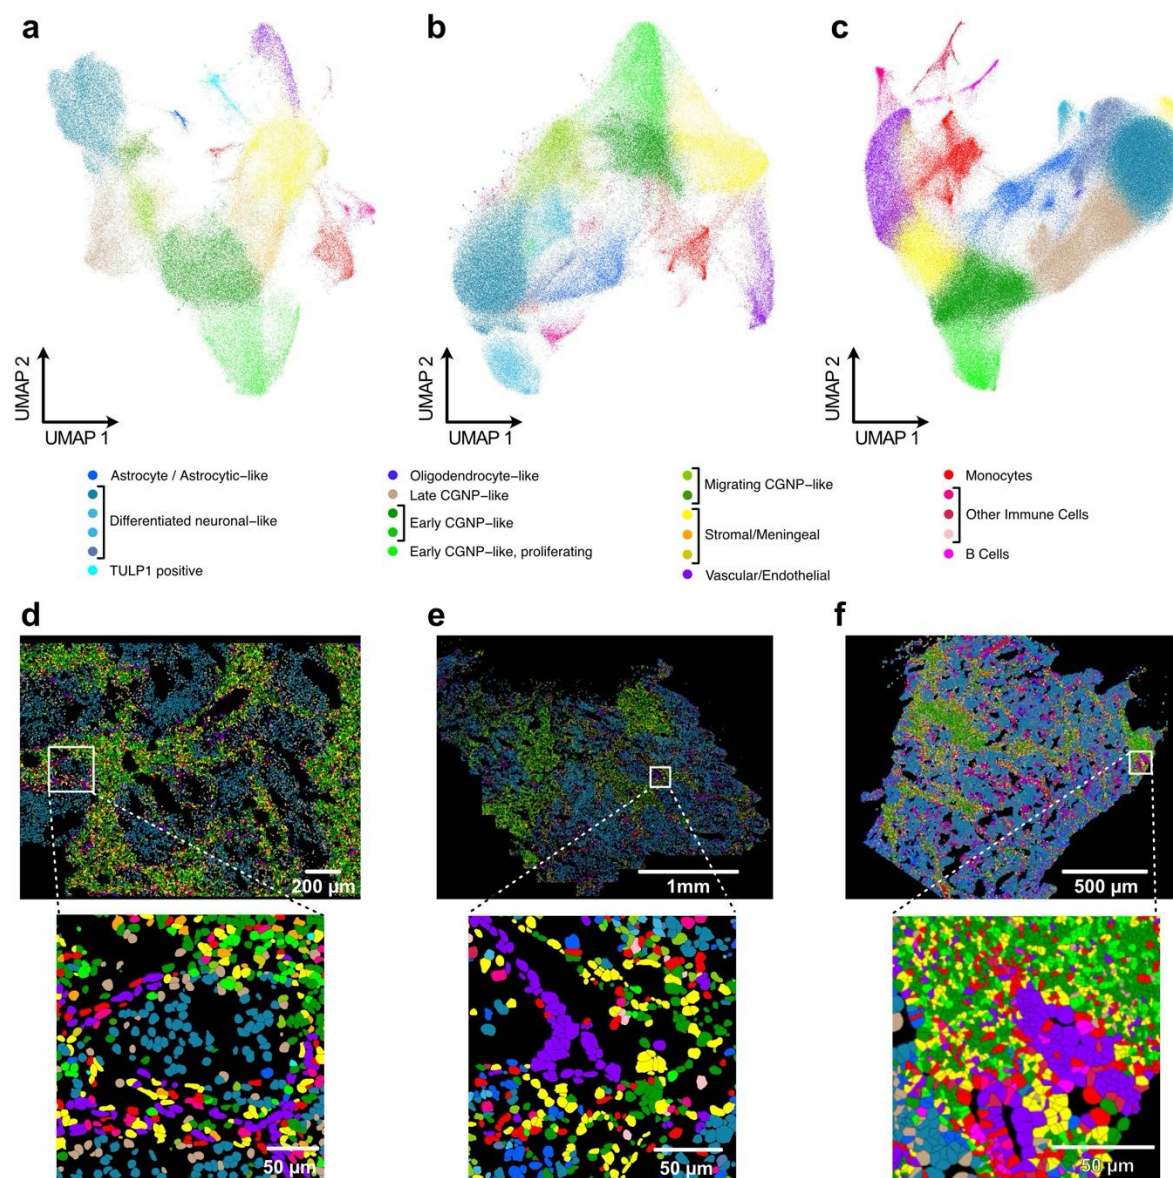 a
b
c
UMAP 2
UMAP 1
UMAP 2
UMAP 1
UMAP 2
UMAP 1
Astrocyte / Astrocytic–like
Differentiated neuronal–like
TULP1 positive
Oligodendrocyte–like
Late CGNP–like
Early CGNP–like
Early CGNP–like, proliferating
Migrating CGNP–like
Stromal/Meningeal
Vascular/Endothelial
Monocytes
Other Immune Cells
B Cells
d
e
f
200 µm
1mm
500 µm
50 µm
50 µm
50 µm